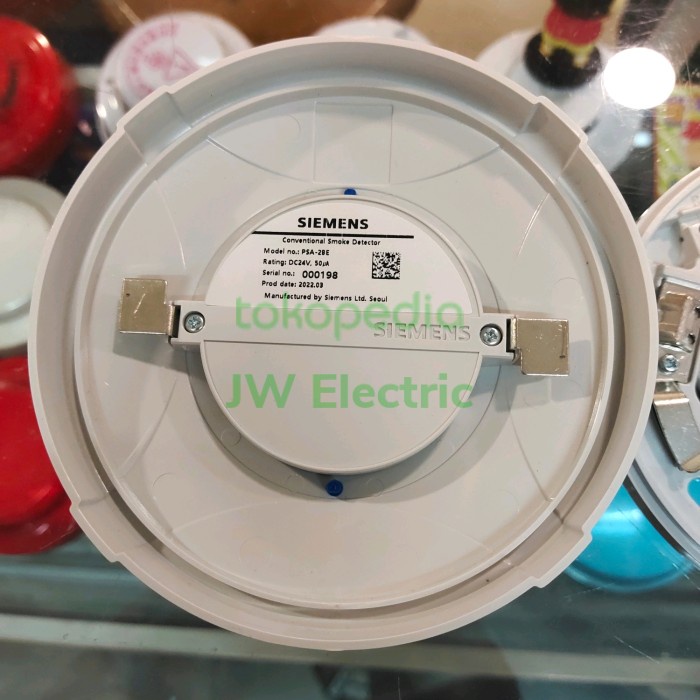 SIEMENS
Conventional Smoke Detector
Model no.: PSA-2BE
Rating: DC24V, 50µA
Serial no.: 000198
Prod date: 2022.03
Manufactured by Siemens Ltd. Seoul
tokopedia
SIEMENS
JW Electric